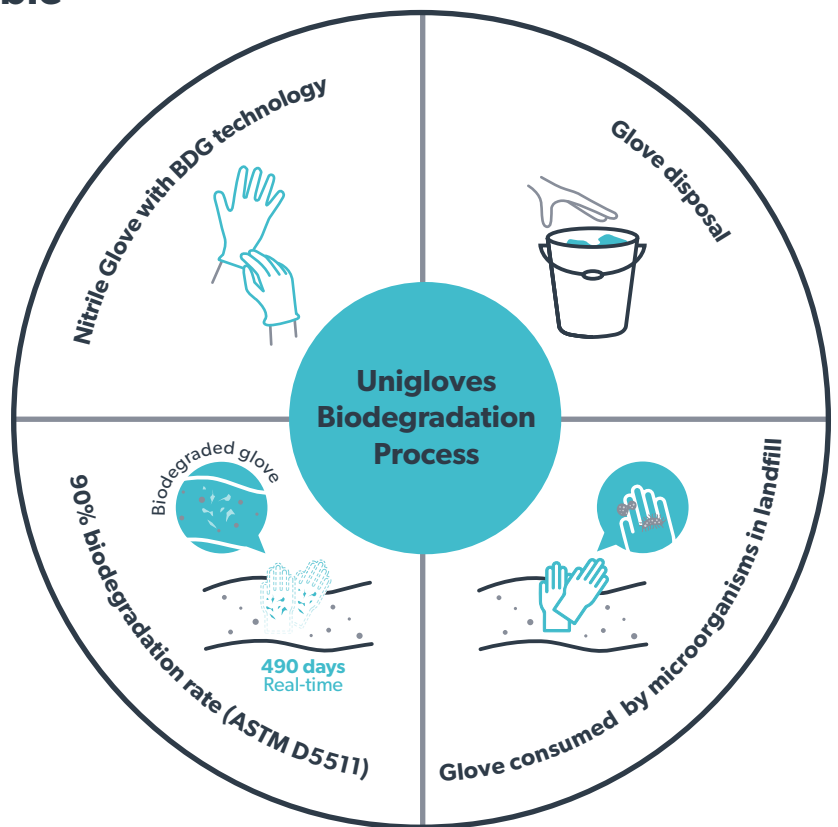 Nitrile Glove with BDG technology
Glove disposal
Unigloves
Biodegradation
Process
Glove consumed by microorganisms in landfill
90% biodegradation rate (ASTM D5511)
Biodegraded glove
490 days
Real-time